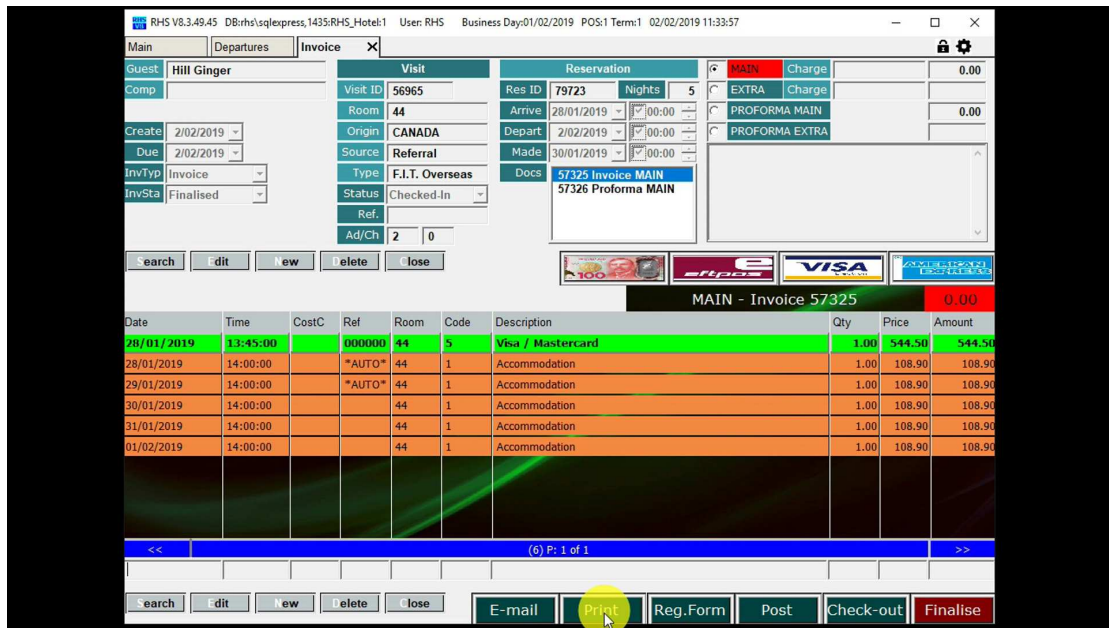 RHS V8.3.49.45 DB:rhs\sqlexpress,1435:RHS_Hotel:1 User: RHS Business Day:01/02/2019 POS:1 Term:1 02/02/2019 11:33:57
Main Departures Invoice X
Guest Hill Ginger Visit Reservation MAIN Charge 0.00
Comp Visit ID 56965 Res ID 79723 Nights 5 EXTRA Charge
Room 44 Arrive 28/01/2019 00:00 PROFORMA MAIN 0.00
Create 2/02/2019 Origin CANADA Depart 2/02/2019 00:00 PROFORMA EXTRA
Due 2/02/2019 Source Referral Made 30/01/2019 00:00
InvTyp Invoice Type F.I.T. Overseas Docs 57325 Invoice MAIN
InvSta Finalised Status Checked-In 57326 Proforma MAIN
Ref.
Ad/Ch 2 0
Search Edit New Delete Close
$100 eftpos VISA AMERICAN EXPRESS
MAIN - Invoice 57325 0.00
Date Time CostC Ref Room Code Description Qty Price Amount
28/01/2019 13:45:00 000000 44 5 Visa / Mastercard 1.00 544.50 544.50
28/01/2019 14:00:00 *AUTO* 44 1 Accommodation 1.00 108.90 108.90
29/01/2019 14:00:00 *AUTO* 44 1 Accommodation 1.00 108.90 108.90
30/01/2019 14:00:00 44 1 Accommodation 1.00 108.90 108.90
31/01/2019 14:00:00 44 1 Accommodation 1.00 108.90 108.90
01/02/2019 14:00:00 44 1 Accommodation 1.00 108.90 108.90
<< (6) P: 1 of 1 >>
Search Edit New Delete Close E-mail Print Reg.Form Post Check-out Finalise